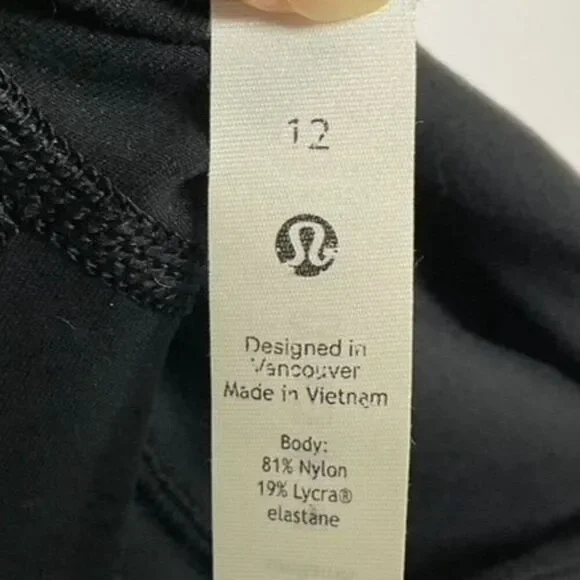 12
Designed in
Vancouver
Made in Vietnam
Body:
81% Nylon
19% Lycra®
elastane